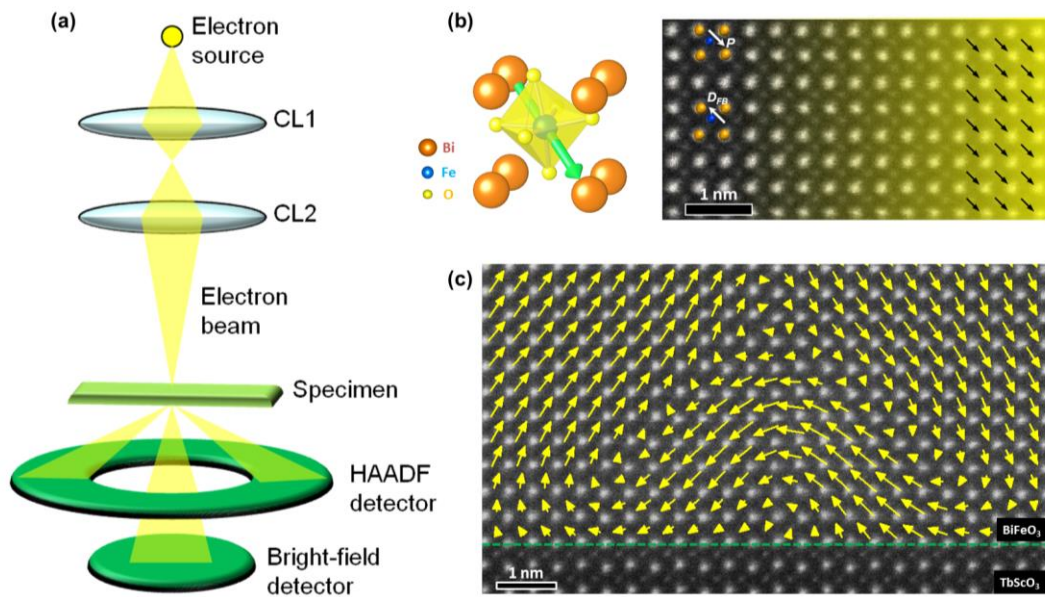 (a)
Electron
source
CL1
CL2
Electron
beam
Specimen
HAADF
detector
Bright-field
detector
(b)
Bi
Fe
O
P
D_FB
1 nm
(c)
BiFeO₃
TbScO₃
1 nm